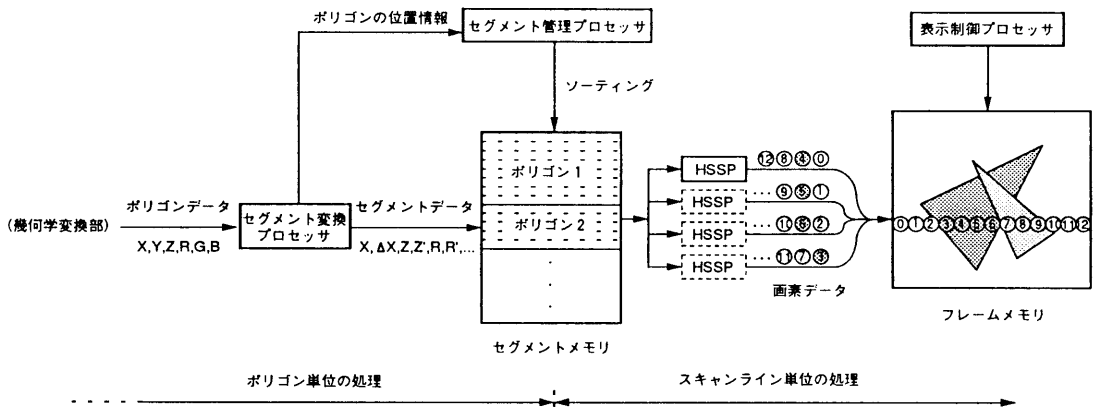 ポリゴンの位置情報
セグメント管理プロセッサ
表示制御プロセッサ
ソーティング
(幾何学変換部)
ポリゴンデータ
X,Y,Z,R,G,B
セグメント変換
プロセッサ
セグメントデータ
X, ΔX,Z,Z',R,R',...
ポリゴン1
ポリゴン2
セグメントメモリ
HSSP
⑫⑧④⓪
HSSP
…⑨⑤①
HSSP
…⑩⑥②
HSSP
…⑪⑦③
画素データ
⓪①②③④⑤⑥⑦⑧⑨⑩⑪⑫
フレームメモリ
ポリゴン単位の処理
スキャンライン単位の処理